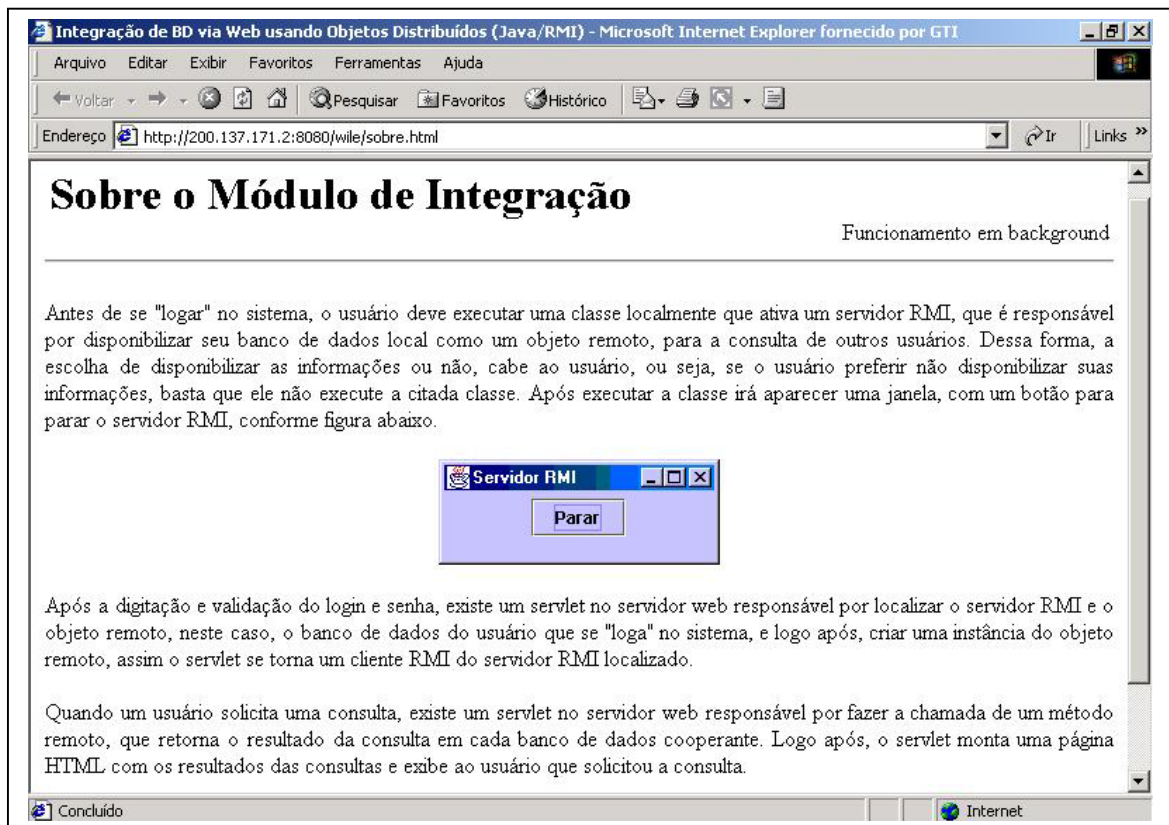 Integração de BD via Web usando Objetos Distribuídos (Java/RMI) - Microsoft Internet Explorer fornecido por GTI
Arquivo Editar Exibir Favoritos Ferramentas Ajuda
Voltar Pesquisar Favoritos Histórico
Endereço http://200.137.171.2:8080/wile/sobre.html Ir Links »
Sobre o Módulo de Integração
Funcionamento em background
Antes de se "logar" no sistema, o usuário deve executar uma classe localmente que ativa um servidor RMI, que é responsável
por disponibilizar seu banco de dados local como um objeto remoto, para a consulta de outros usuários. Dessa forma, a
escolha de disponibilizar as informações ou não, cabe ao usuário, ou seja, se o usuário preferir não disponibilizar suas
informações, basta que ele não execute a citada classe. Após executar a classe irá aparecer uma janela, com um botão para
parar o servidor RMI, conforme figura abaixo.
Servidor RMI
Parar
Após a digitação e validação do login e senha, existe um servlet no servidor web responsável por localizar o servidor RMI e o
objeto remoto, neste caso, o banco de dados do usuário que se "loga" no sistema, e logo após, criar uma instância do objeto
remoto, assim o servlet se torna um cliente RMI do servidor RMI localizado.
Quando um usuário solicita uma consulta, existe um servlet no servidor web responsável por fazer a chamada de um método
remoto, que retorna o resultado da consulta em cada banco de dados cooperante. Logo após, o servlet monta uma página
HTML com os resultados das consultas e exibe ao usuário que solicitou a consulta.
Concluído Internet